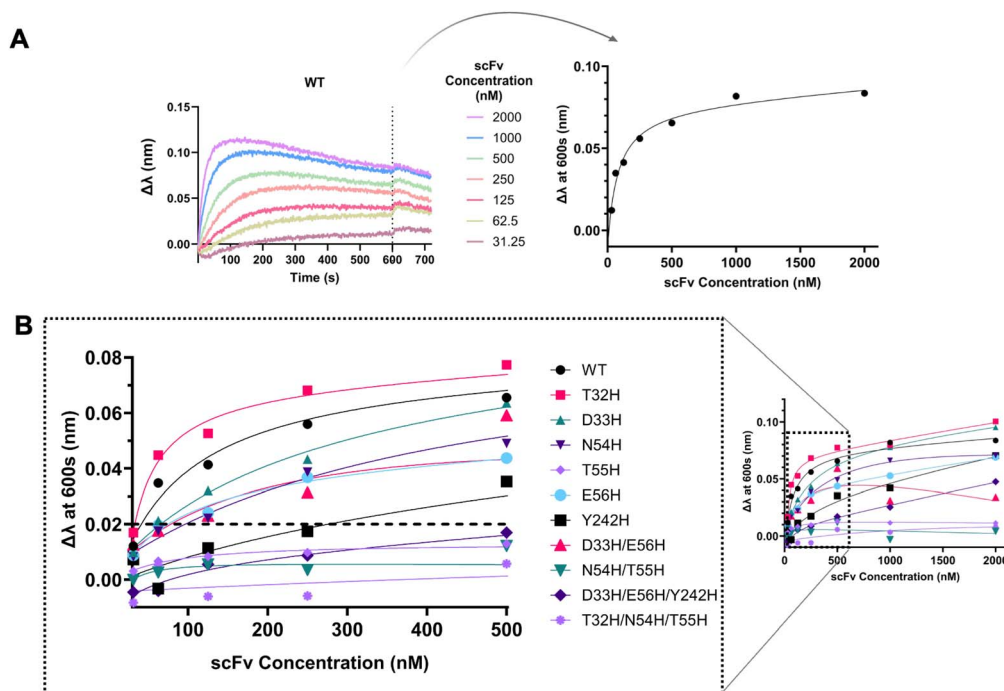 A
WT
Δλ (nm)
0.15
0.10
0.05
0.00
100 200 300 400 500 600 700
Time (s)
scFv
Concentration
(nM)
2000
1000
500
250
125
62.5
31.25
Δλ at 600s (nm)
0.10
0.05
0.00
0 500 1000 1500 2000
scFv Concentration (nM)
B
Δλ at 600s (nm)
0.08
0.06
0.04
0.02
0.00
100 200 300 400 500
scFv Concentration (nM)
WT
T32H
D33H
N54H
T55H
E56H
Y242H
D33H/E56H
N54H/T55H
D33H/E56H/Y242H
T32H/N54H/T55H
Δλ at 600s (nm)
0.10
0.05
0.00
500 1000 1500 2000
scFv Concentration (nM)